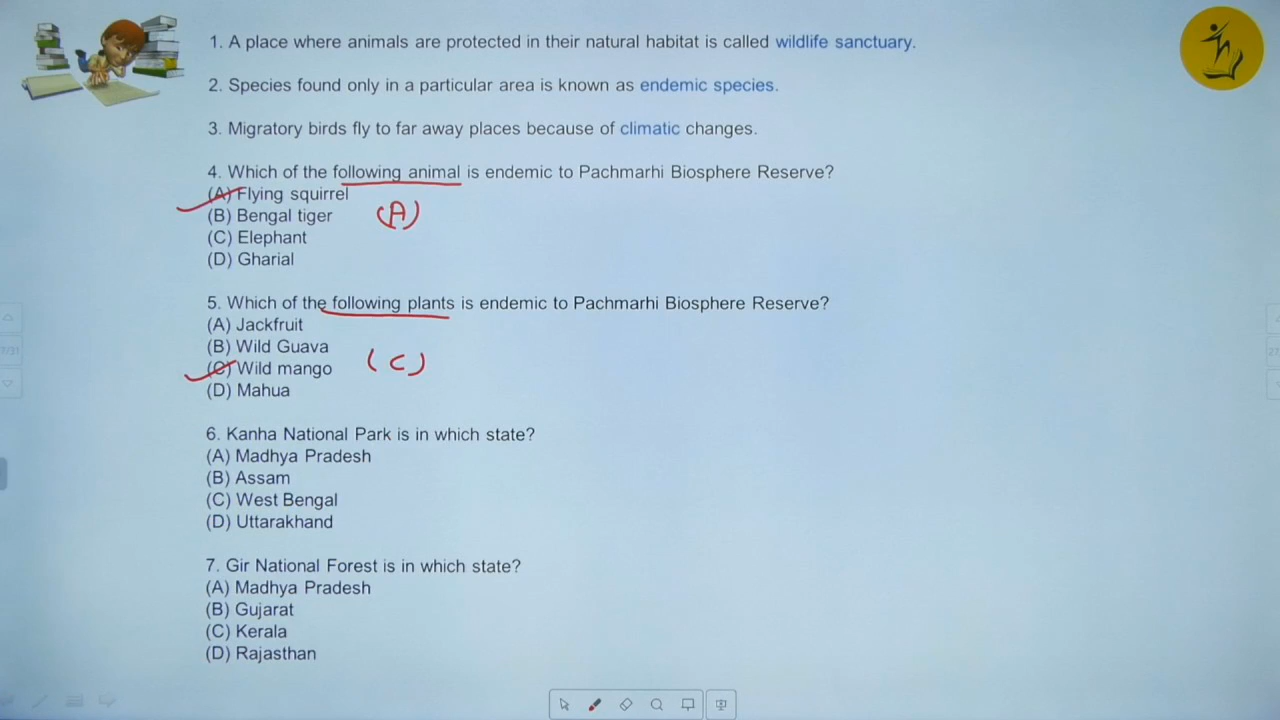 1. A place where animals are protected in their natural habitat is called wildlife sanctuary.
2. Species found only in a particular area is known as endemic species.
3. Migratory birds fly to far away places because of climatic changes.
4. Which of the following animal is endemic to Pachmarhi Biosphere Reserve?
(A) Flying squirrel
(B) Bengal tiger (A)
(C) Elephant
(D) Gharial
5. Which of the following plants is endemic to Pachmarhi Biosphere Reserve?
(A) Jackfruit
(B) Wild Guava
(C) Wild mango (C)
(D) Mahua
6. Kanha National Park is in which state?
(A) Madhya Pradesh
(B) Assam
(C) West Bengal
(D) Uttarakhand
7. Gir National Forest is in which state?
(A) Madhya Pradesh
(B) Gujarat
(C) Kerala
(D) Rajasthan